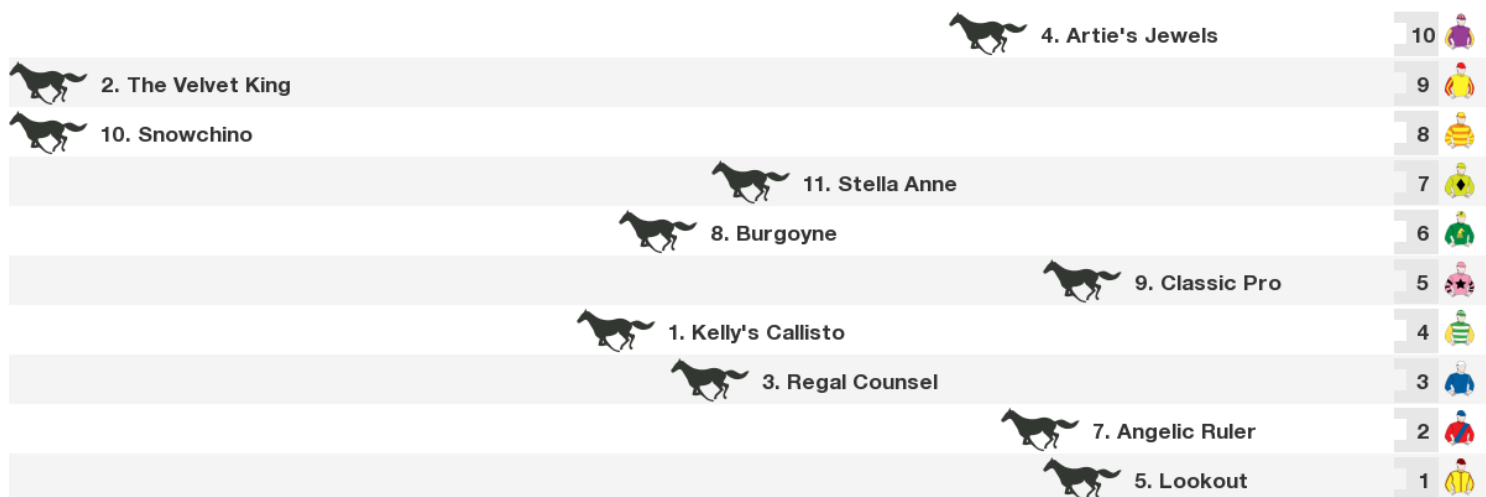 4. Artie's Jewels 10
2. The Velvet King 9
10. Snowchino 8
11. Stella Anne 7
8. Burgoyne 6
9. Classic Pro 5
1. Kelly's Callisto 4
3. Regal Counsel 3
7. Angelic Ruler 2
5. Lookout 1